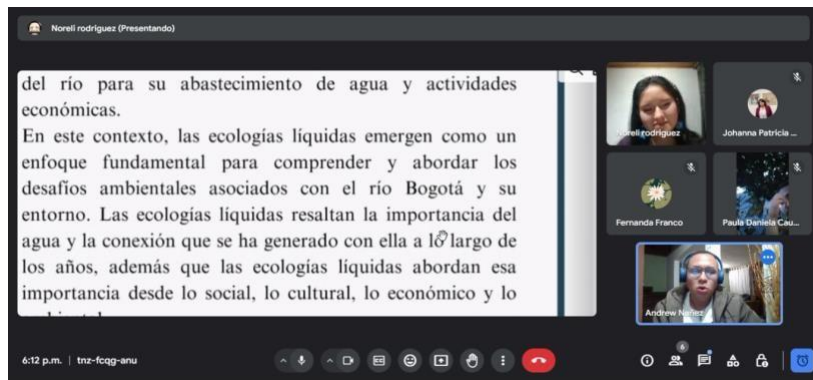 Noreli rodriguez (Presentando)
del río para su abastecimiento de agua y actividades
económicas.
En este contexto, las ecologías líquidas emergen como un
enfoque fundamental para comprender y abordar los
desafíos ambientales asociados con el río Bogotá y su
entorno. Las ecologías líquidas resaltan la importancia del
agua y la conexión que se ha generado con ella a lo largo de
los años, además que las ecologías líquidas abordan esa
importancia desde lo social, lo cultural, lo económico y lo
Noreli rodriguez
Johanna Patricia ...
Fernanda Franco
Paula Daniela Cau...
Andrew Nuñez
6:12 p.m. | tnz-fcqg-anu
6